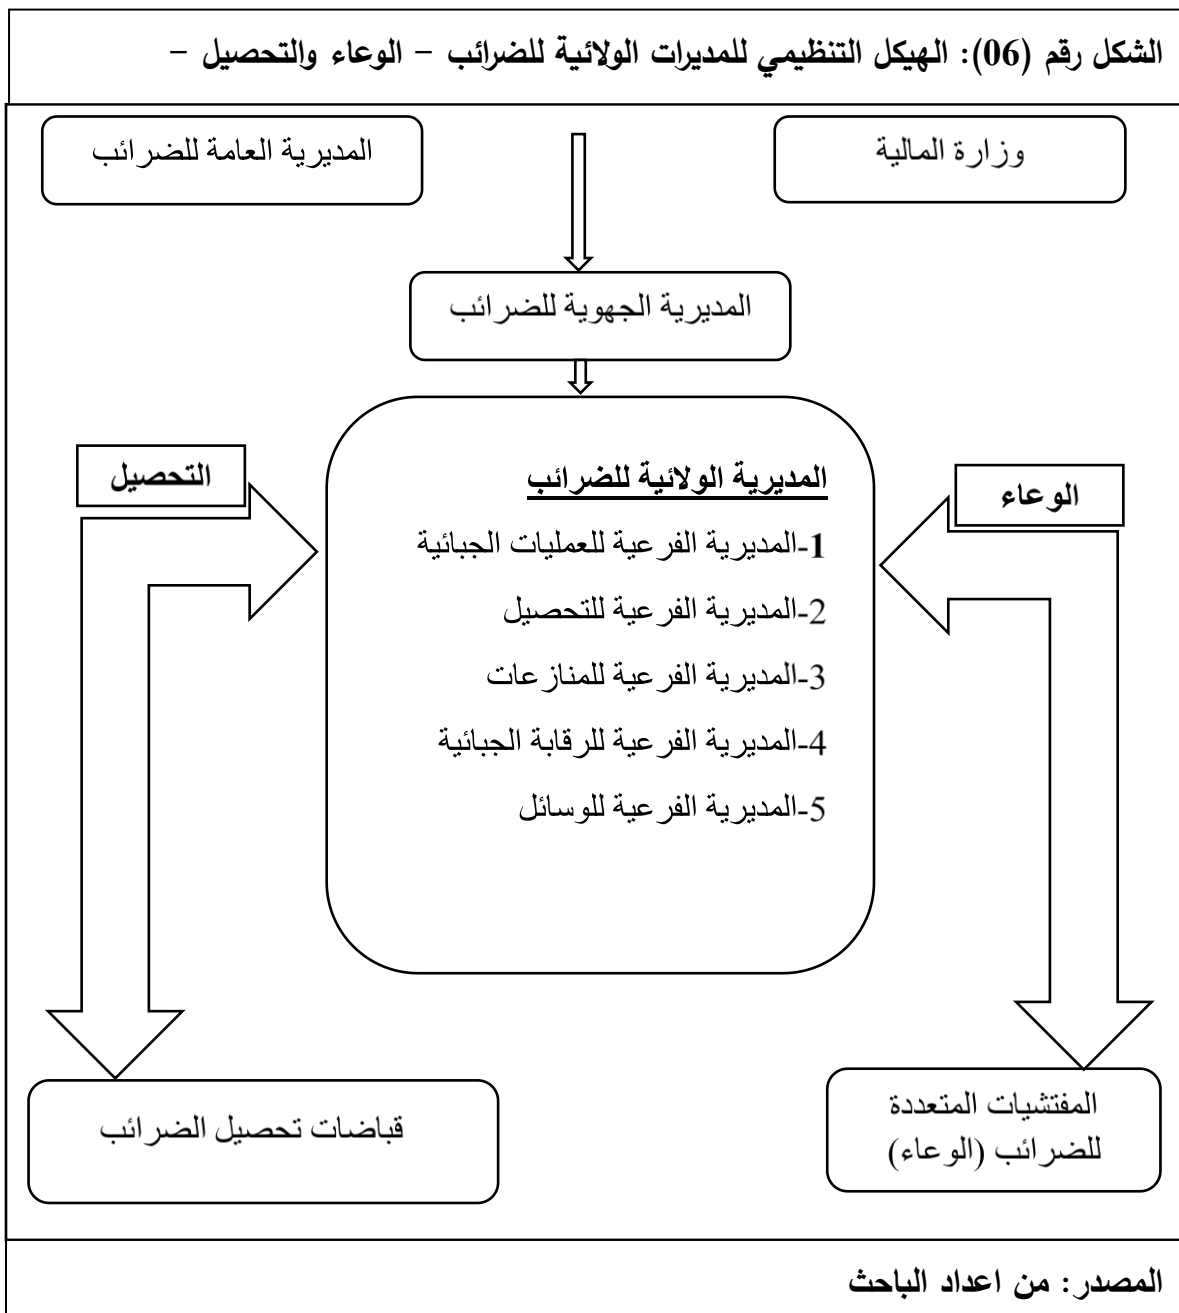 الشكل رقم (06): الهيكل التنظيمي للمديرات الولائية للضرائب – الوعاء والتحصيل –
وزارة المالية
المديرية العامة للضرائب
المديرية الجهوية للضرائب
الوعاء
التحصيل
المديرية الولائية للضرائب
1-المديرية الفرعية للعمليات الجبائية
2-المديرية الفرعية للتحصيل
3-المديرية الفرعية للمنازعات
4-المديرية الفرعية للرقابة الجبائية
5-المديرية الفرعية للوسائل
المفتشيات المتعددة
للضرائب (الوعاء)
قباضات تحصيل الضرائب
المصدر: من اعداد الباحث